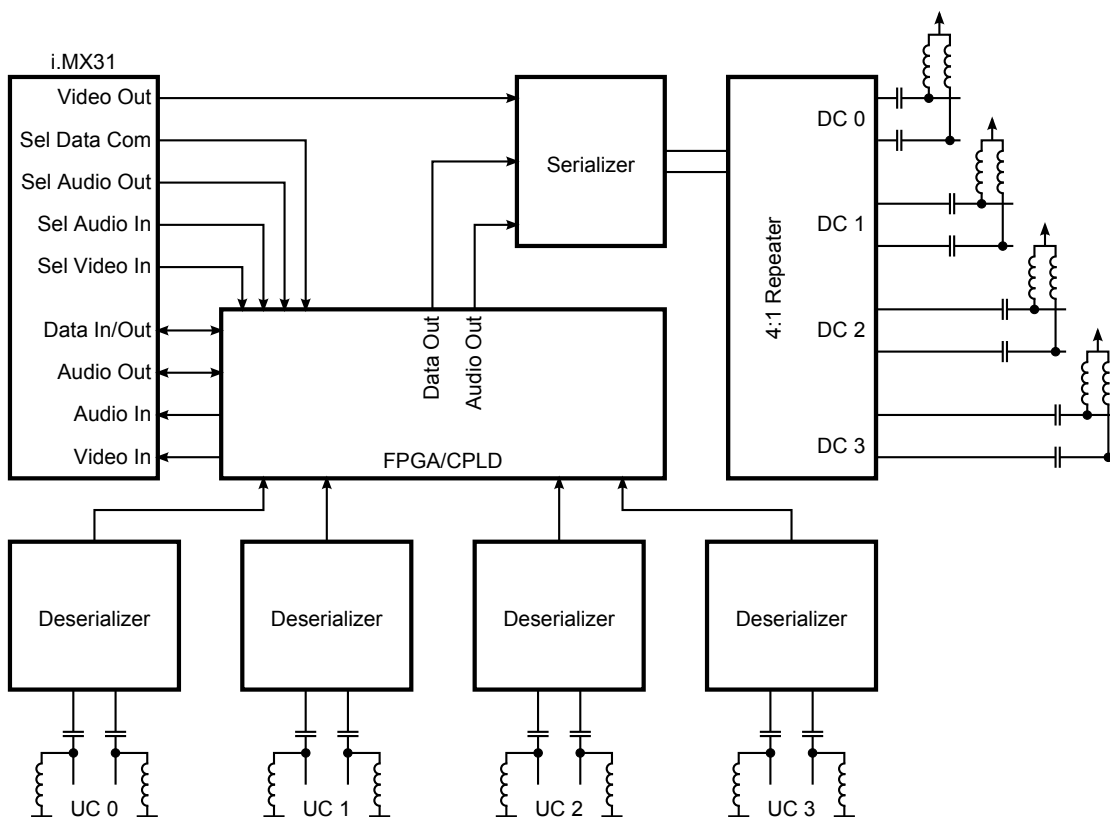 i.MX31
Video Out
Sel Data Com
Sel Audio Out
Sel Audio In
Sel Video In
Data In/Out
Audio Out
Audio In
Video In
Serializer
Data Out
Audio Out
FPGA/CPLD
4:1 Repeater
DC 0
DC 1
DC 2
DC 3
Deserializer
Deserializer
Deserializer
Deserializer
UC 0
UC 1
UC 2
UC 3